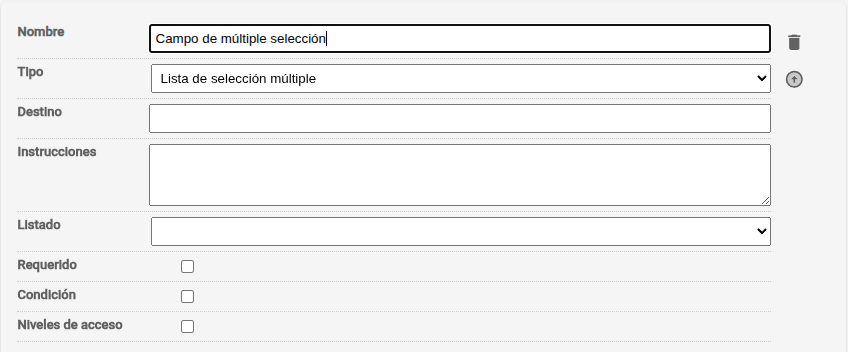 Nombre
Campo de múltiple selección
Tipo
Lista de selección múltiple
Destino
Instrucciones
Listado
Requerido
Condición
Niveles de acceso